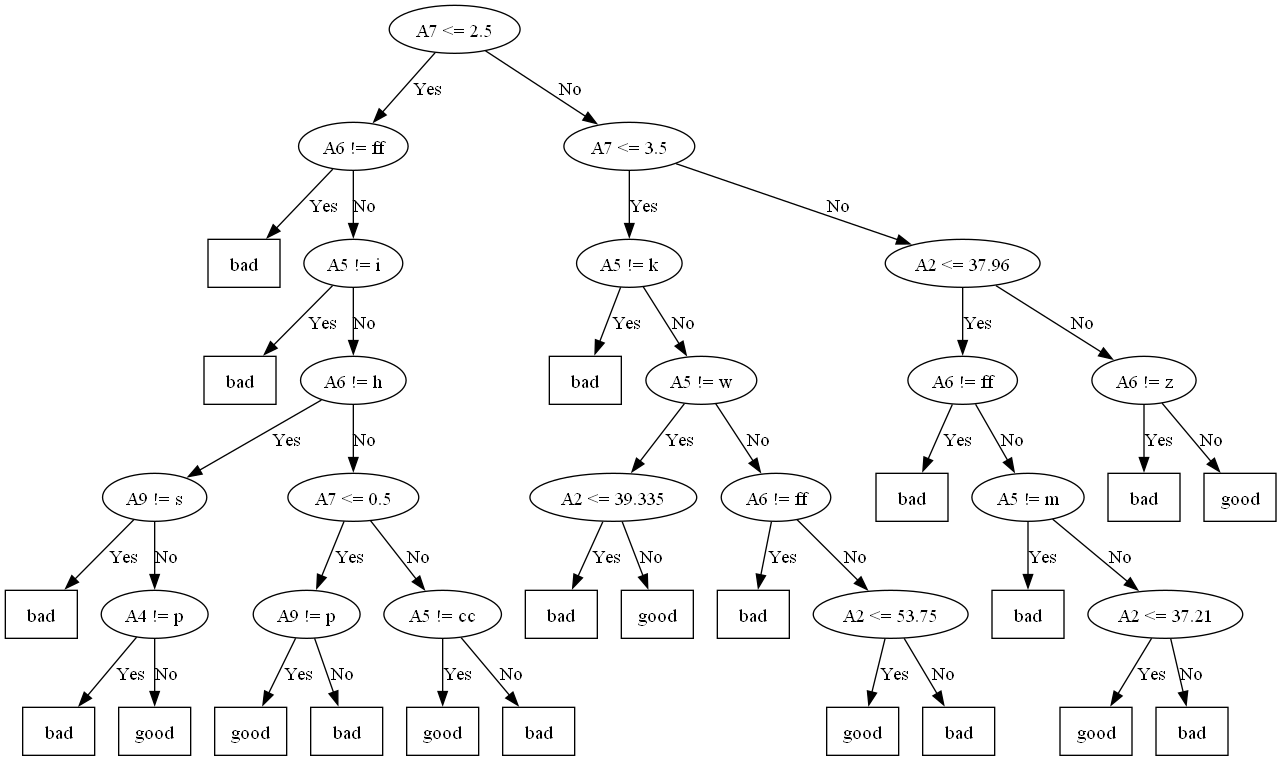 A7 <= 2.5
Yes No
A6 != ff A7 <= 3.5
Yes No Yes No
bad A5 != i A5 != k A2 <= 37.96
Yes No Yes No Yes No
bad A6 != h bad A5 != w A6 != ff A6 != z
Yes No Yes No Yes No Yes No
A9 != s A7 <= 0.5 A2 <= 39.335 A6 != ff bad A5 != m bad good
Yes No Yes No Yes No Yes No Yes No
bad A4 != p A9 != p A5 != cc bad good bad A2 <= 53.75 bad A2 <= 37.21
Yes No Yes No Yes No Yes No Yes No
bad good good bad good bad good bad good bad